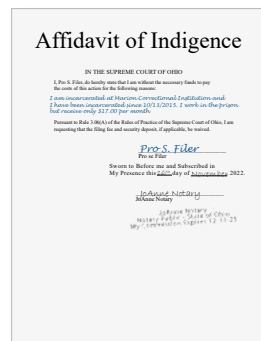 Affidavit of Indigence
IN THE SUPREME COURT OF OHIO
I, Pro S. Filer, do hereby state that I am without the necessary funds to pay
the costs of this action for the following reasons:
I am incarcerated at Marion Correctional Institution and
I have been incarcerated since 10/11/2015. I work in the prison
but receive only $17.00 per month
Pursuant to Rule 3.06(A) of the Rules of Practice of the Supreme Court of Ohio, I am
requesting that the filing fee and security deposit, if applicable, be waived.
Pro S. Filer
Pro se Filer
Sworn to Before me and Subscribed in
My Presence this day of November 2022.
JoAnne Notary
JoAnne Notary
JoAnne Notary
Notary Public - State of Ohio
My Commission Expires 12-11-25